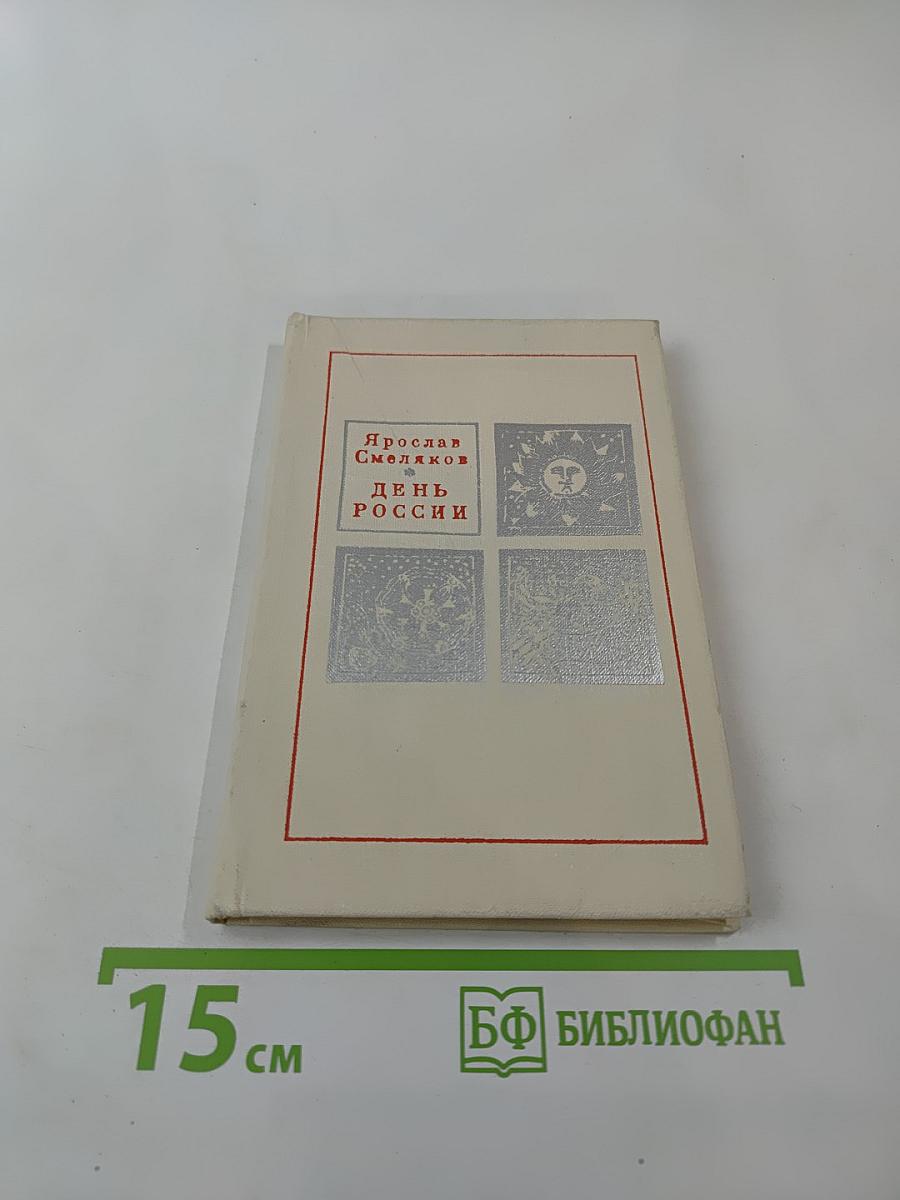 Ярослав
Смеляков
ДЕНЬ
РОССИИ
15 см
БФ БИБЛИОФАН